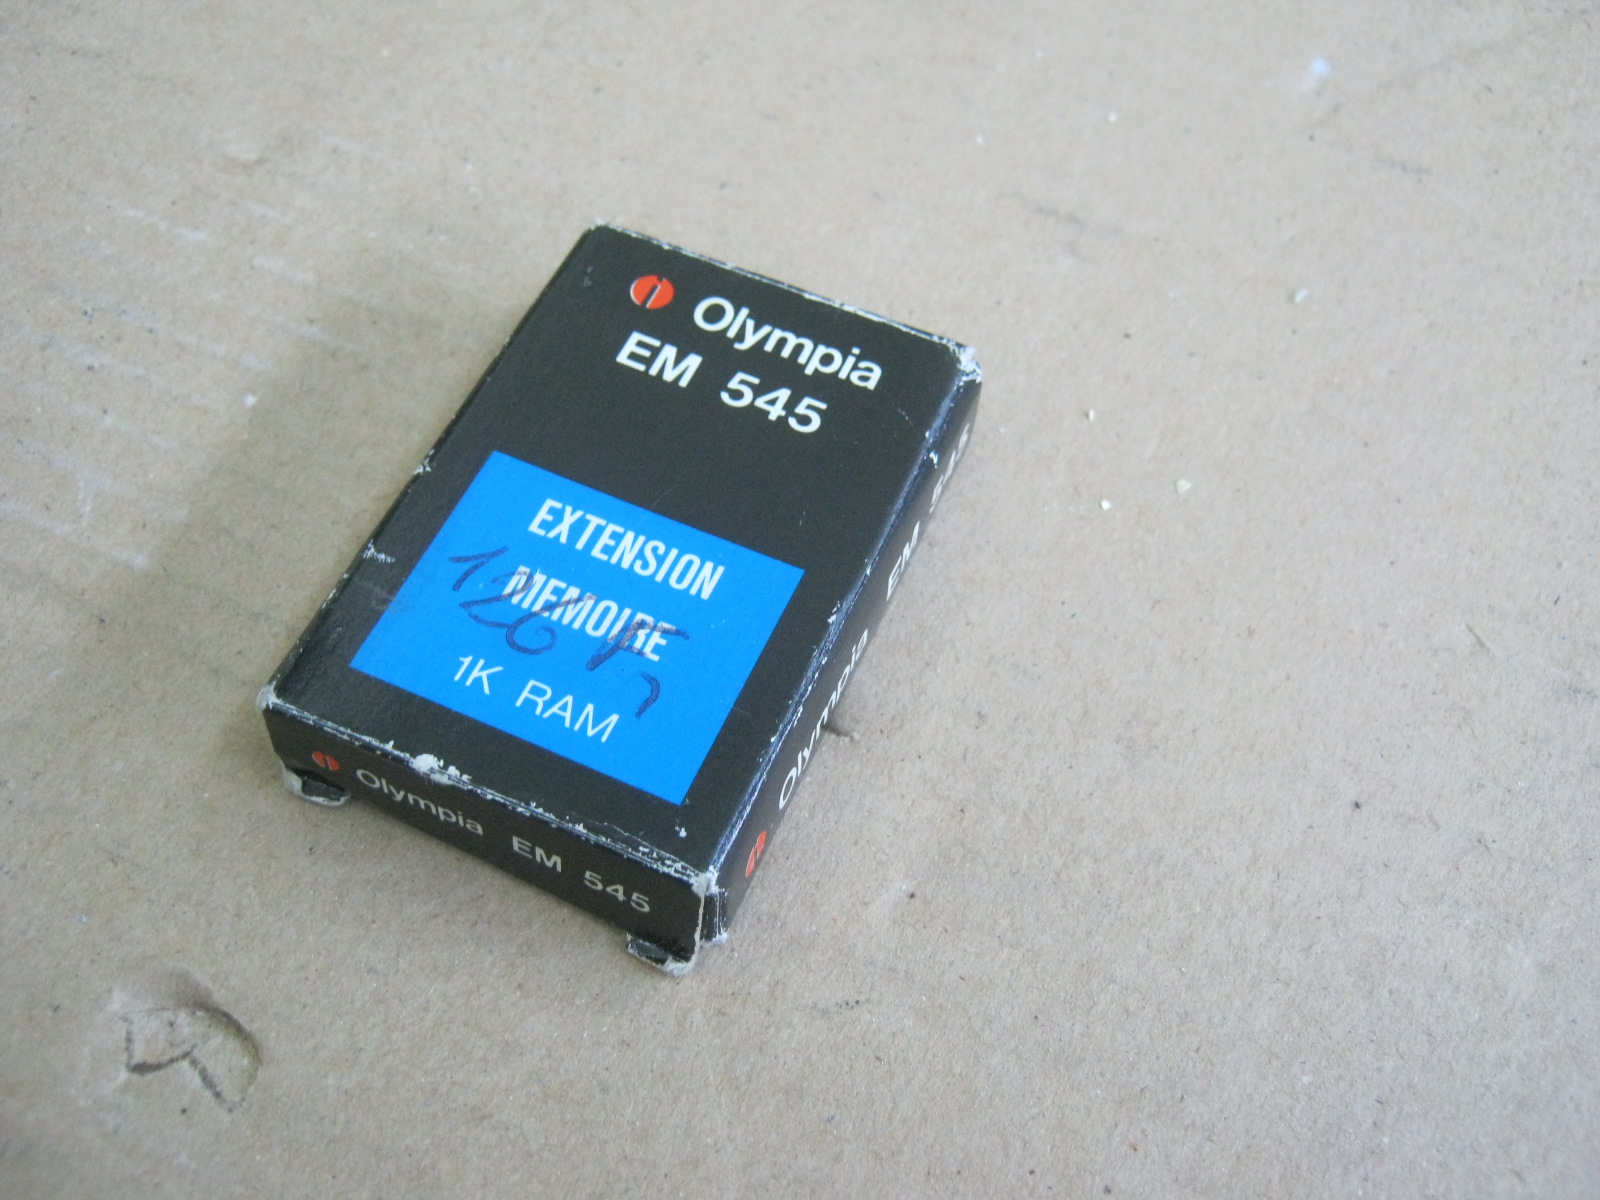 Olympia
EM 545
EXTENSION
MEMOIRE
1K RAM
Olympia EM 545
Olympia EM 545